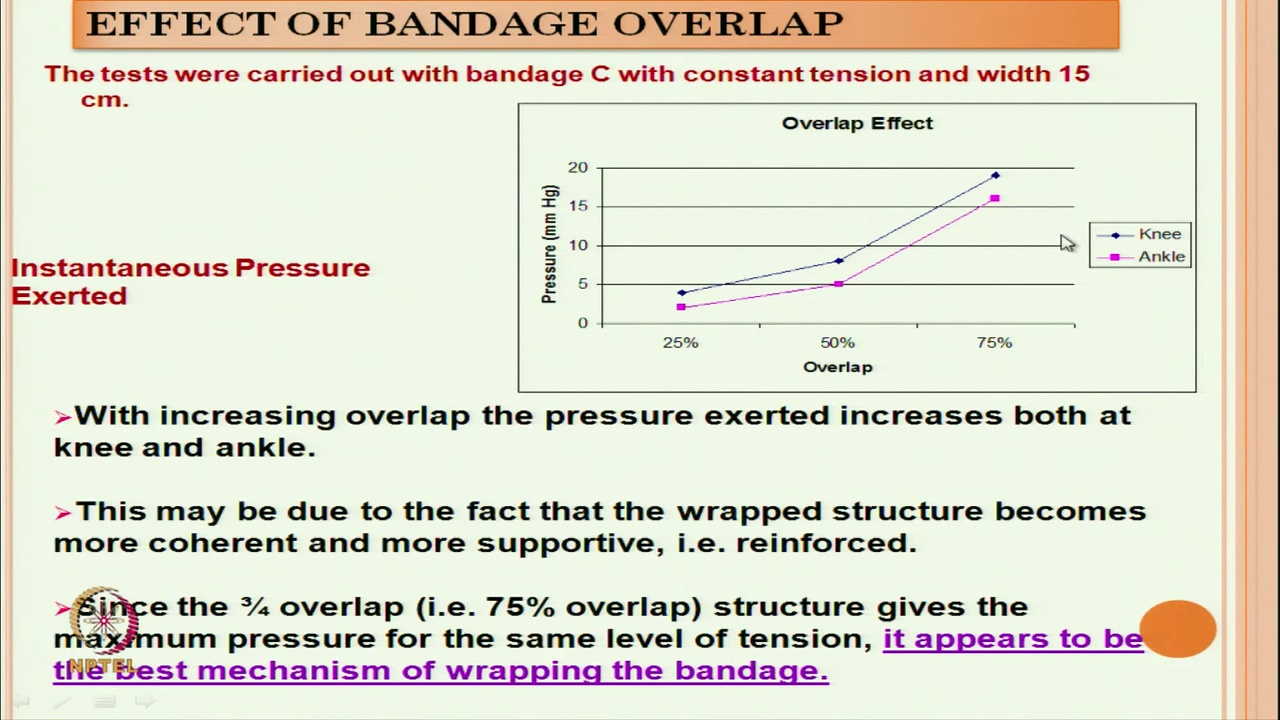 EFFECT OF BANDAGE OVERLAP
The tests were carried out with bandage C with constant tension and width 15
cm.
Overlap Effect
Pressure (mm Hg)
20
15
10
5
0
25% 50% 75%
Overlap
Knee
Ankle
Instantaneous Pressure
Exerted
➢With increasing overlap the pressure exerted increases both at
knee and ankle.
➢This may be due to the fact that the wrapped structure becomes
more coherent and more supportive, i.e. reinforced.
➢Since the ¾ overlap (i.e. 75% overlap) structure gives the
maximum pressure for the same level of tension, it appears to be
the best mechanism of wrapping the bandage.
NPTEL